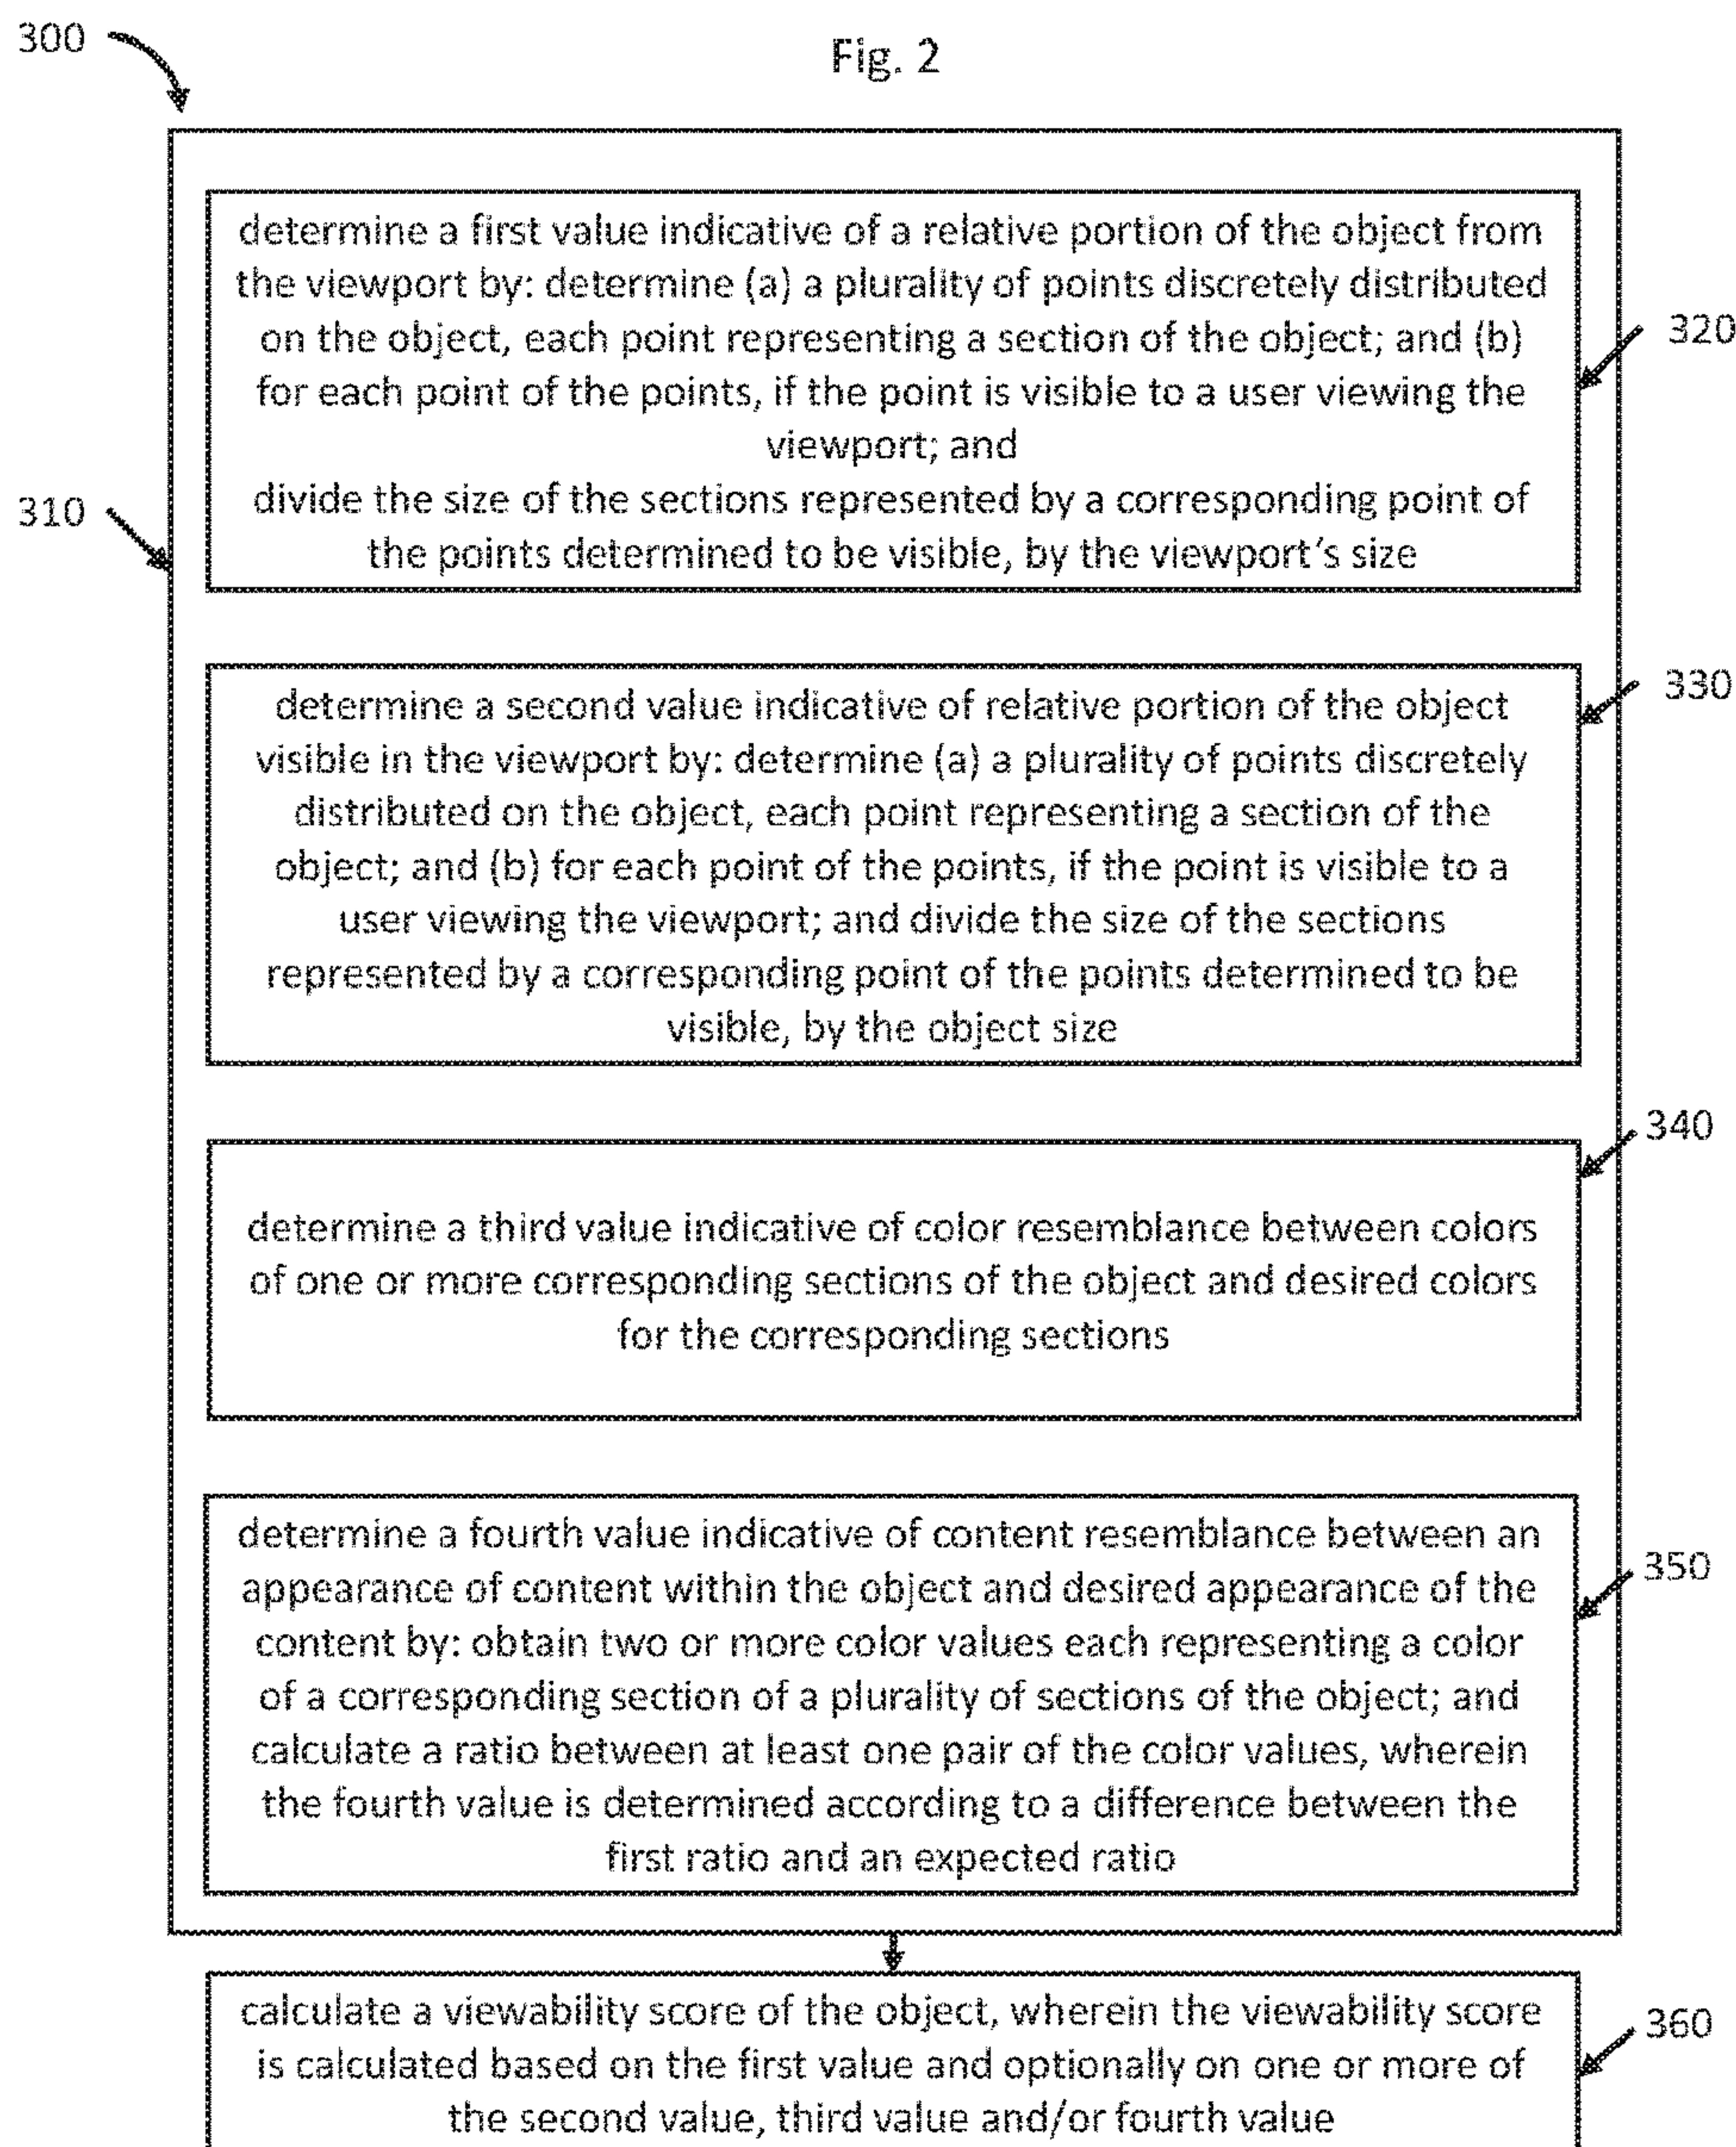 300
Fig. 2
determine a first value indicative of a relative portion of the object from
the viewport by: determine (a) a plurality of points discretely distributed
on the object, each point representing a section of the object; and (b)
for each point of the points, if the point is visible to a user viewing the
viewport; and
divide the size of the sections represented by a corresponding point of
the points determined to be visible, by the viewport's size
320
310
determine a second value indicative of relative portion of the object
visible in the viewport by: determine (a) a plurality of points discretely
distributed on the object, each point representing a section of the
object; and (b) for each point of the points, if the point is visible to a
user viewing the viewport; and divide the size of the sections
represented by a corresponding point of the points determined to be
visible, by the object size
330
340
determine a third value indicative of color resemblance between colors
of one or more corresponding sections of the object and desired colors
for the corresponding sections
determine a fourth value indicative of content resemblance between an
appearance of content within the object and desired appearance of the
content by: obtain two or more color values each representing a color
of a corresponding section of a plurality of sections of the object; and
calculate a ratio between at least one pair of the color values, wherein
the fourth value is determined according to a difference between the
first ratio and an expected ratio
350
calculate a viewability score of the object, wherein the viewability score
is calculated based on the first value and optionally on one or more of
the second value, third value and/or fourth value
360